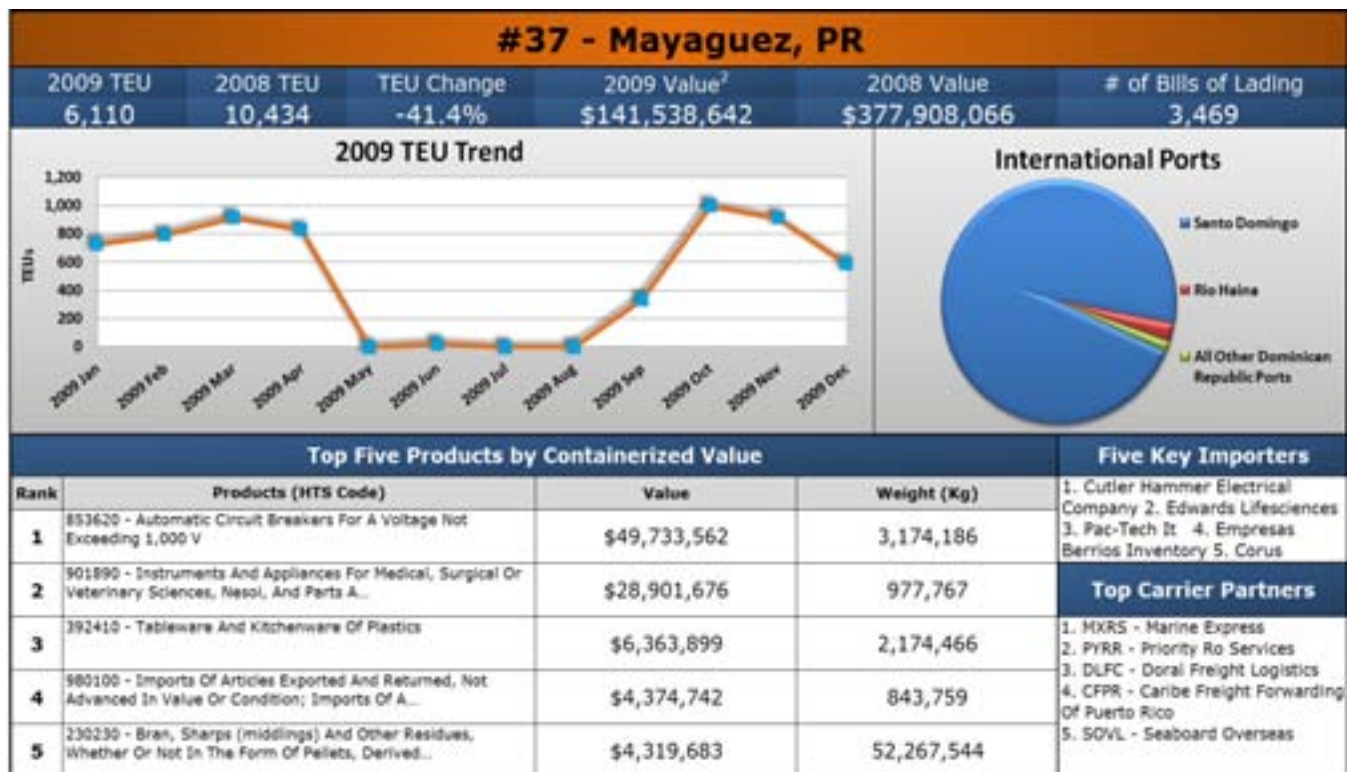 #37 - Mayaguez, PR
2009 TEU 2008 TEU TEU Change 2009 Value² 2008 Value # of Bills of Lading
6,110 10,434 -41.4% $141,538,642 $377,908,066 3,469
2009 TEU Trend
1,200
1,000
800
600
400
200
0
TEUs
2009 Jan 2009 Feb 2009 Mar 2009 Apr 2009 May 2009 Jun 2009 Jul 2009 Aug 2009 Sep 2009 Oct 2009 Nov 2009 Dec
International Ports
Santo Domingo
Rio Haina
All Other Dominican
Republic Ports
Top Five Products by Containerized Value
Rank Products (HTS Code) Value Weight (Kg)
1 853620 - Automatic Circuit Breakers For A Voltage Not
Exceeding 1,000 V $49,733,562 3,174,186
2 901890 - Instruments And Appliances For Medical, Surgical Or
Veterinary Sciences, Nesoi, And Parts A... $28,901,676 977,767
3 392410 - Tableware And Kitchenware Of Plastics $6,363,899 2,174,466
4 980100 - Imports Of Articles Exported And Returned, Not
Advanced In Value Or Condition; Imports Of A... $4,374,742 843,759
5 230230 - Bran, Sharps (middlings) And Other Residues,
Whether Or Not In The Form Of Pellets, Derived... $4,319,683 52,267,544
Five Key Importers
1. Cutler Hammer Electrical
Company 2. Edwards Lifesciences
3. Pac-Tech It 4. Empresas
Berrios Inventory 5. Corus
Top Carrier Partners
1. MXRS - Marine Express
2. PYRR - Priority Ro Services
3. DLFC - Doral Freight Logistics
4. CFPR - Caribe Freight Forwarding
Of Puerto Rico
5. SOVL - Seaboard Overseas